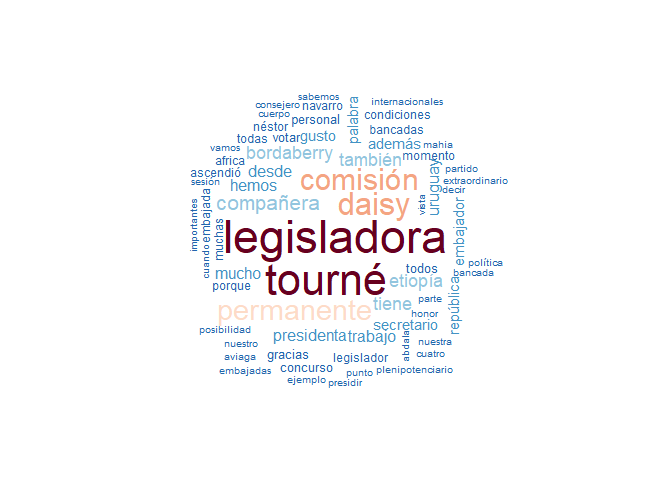 sabemos
consejero navarro internacionales
cuerpo personal palabra condiciones
néstor bancadas
todas votar gusto además mahia
vamos bordaberry también momento
africa desde comisión uruguay partido
ascendió extraordinario
sesión hemos decir
compañera daisy vista
importantes embajada muchas embajador
legisladora
cuando
mucho tourné todos política
porque etiopía bancada
permanente tiene parte república
honor
posibilidad presidenta trabajo secretario
nuestro abdala nuestra
aviaga gracias legislador cuatro
embajadas concurso punto plenipotenciario
ejemplo presidir